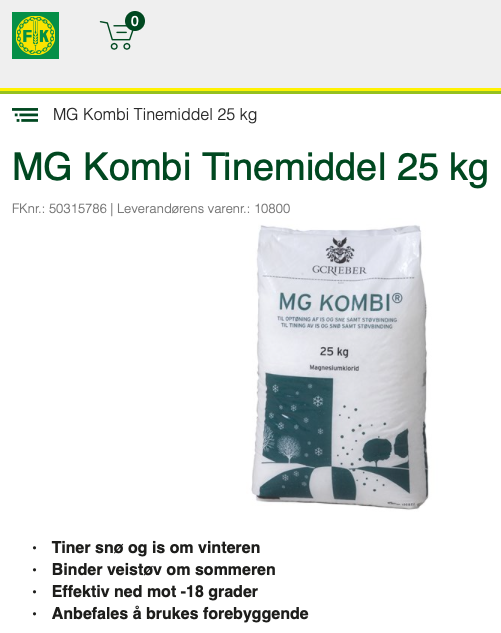 FK
0
MG Kombi Tinemiddel 25 kg
MG Kombi Tinemiddel 25 kg
FKnr.: 50315786 | Leverandørens varenr.: 10800
GCRIEBER
MG KOMBI®
TIL OPTØNING AF IS OG SNE SAMT STØVBINDING
TIL TINING AV IS OG SNØ SAMT STØVBINDING
25 kg
Magnesiumklorid
• Tiner snø og is om vinteren
• Binder veistøv om sommeren
• Effektiv ned mot -18 grader
• Anbefales å brukes forebyggende